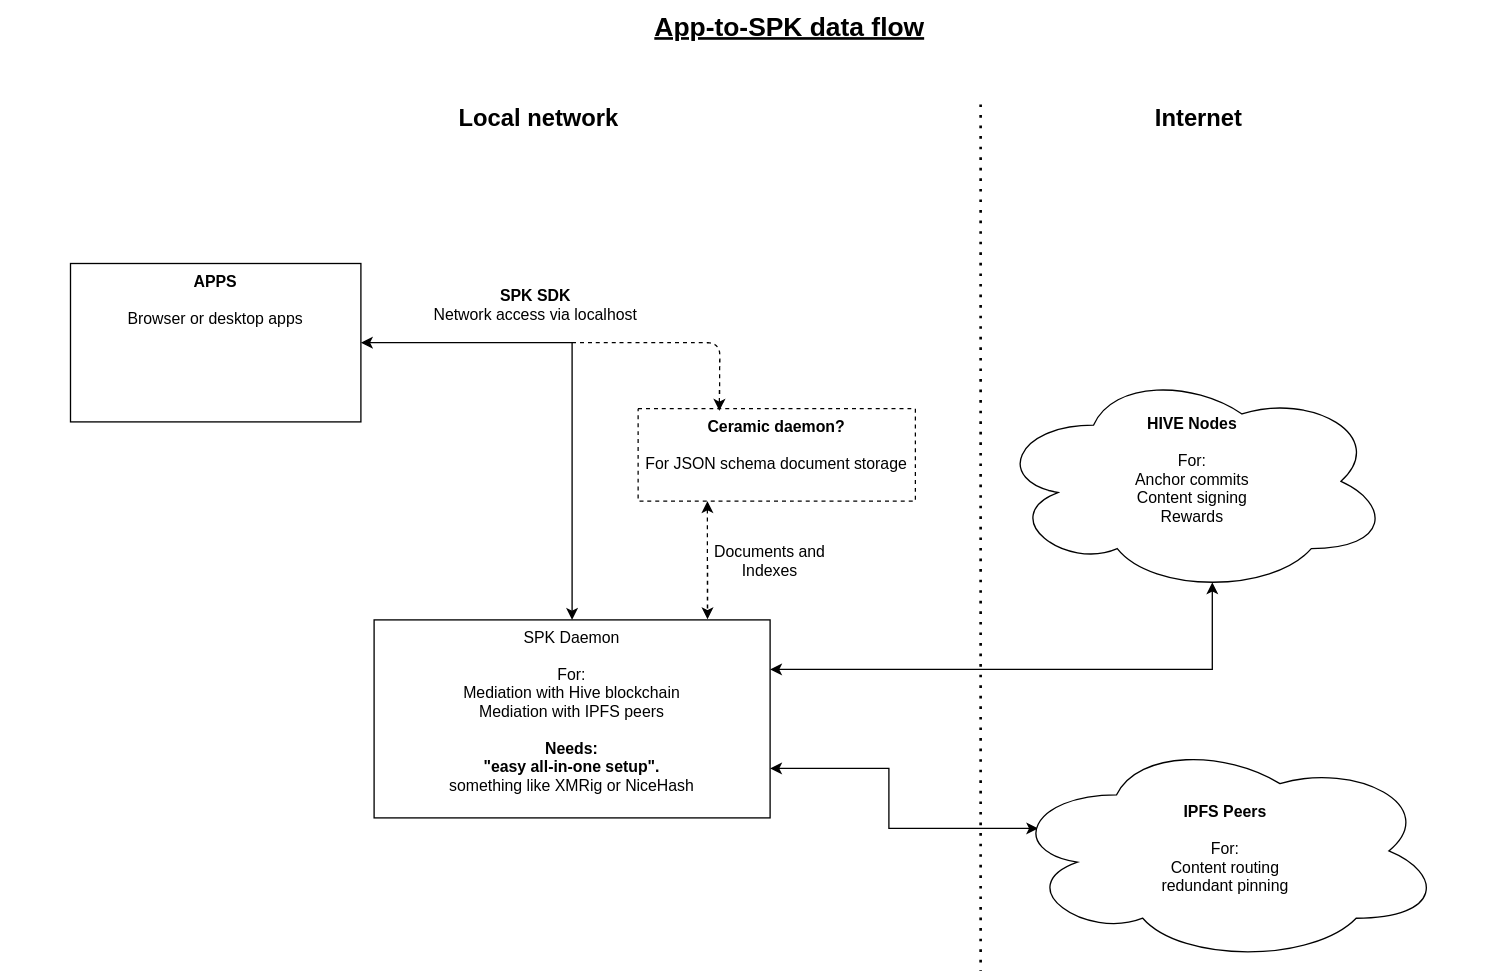 App-to-SPK data flow
Local network
Internet
APPS
Browser or desktop apps
SPK SDK
Network access via localhost
Ceramic daemon?
For JSON schema document storage
Documents and
Indexes
HIVE Nodes
For:
Anchor commits
Content signing
Rewards
SPK Daemon
For:
Mediation with Hive blockchain
Mediation with IPFS peers
Needs:
"easy all-in-one setup".
something like XMRig or NiceHash
IPFS Peers
For:
Content routing
redundant pinning